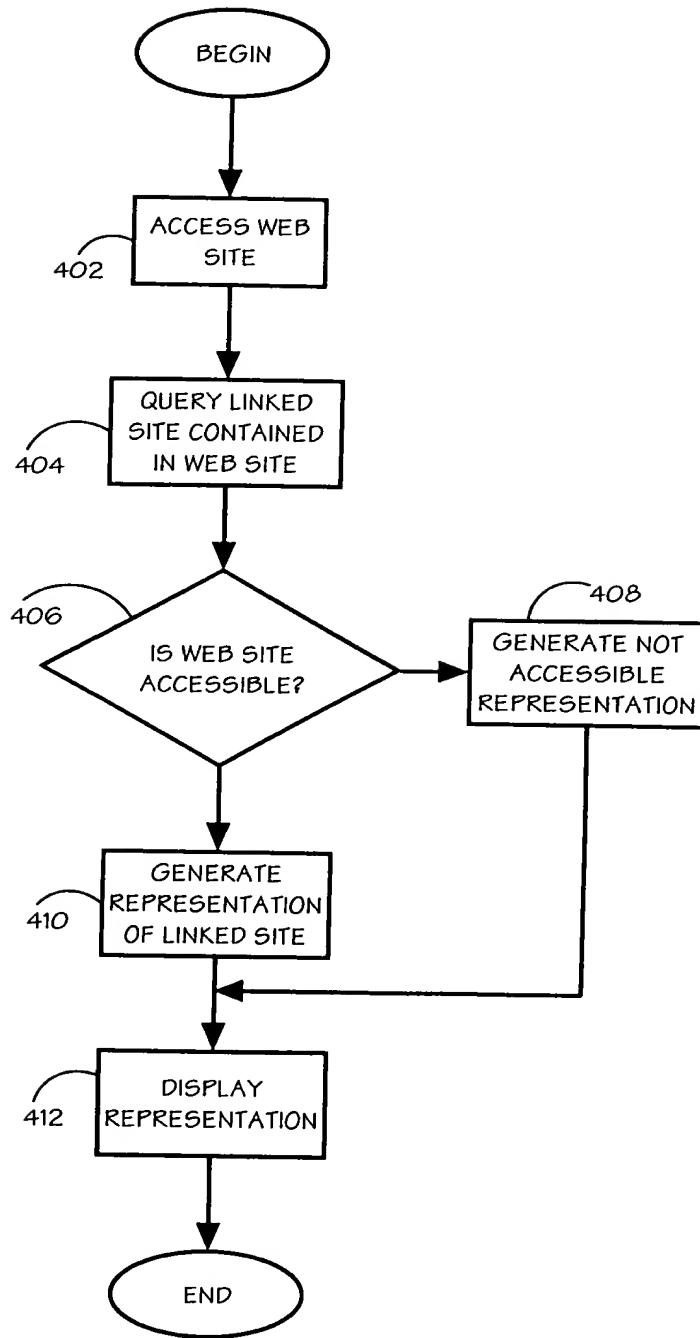 BEGIN
ACCESS WEB
SITE
402
QUERY LINKED
SITE CONTAINED
IN WEB SITE
404
406
IS WEB SITE
ACCESSIBLE?
408
GENERATE NOT
ACCESSIBLE
REPRESENTATION
GENERATE
REPRESENTATION
OF LINKED SITE
410
DISPLAY
REPRESENTATION
412
END